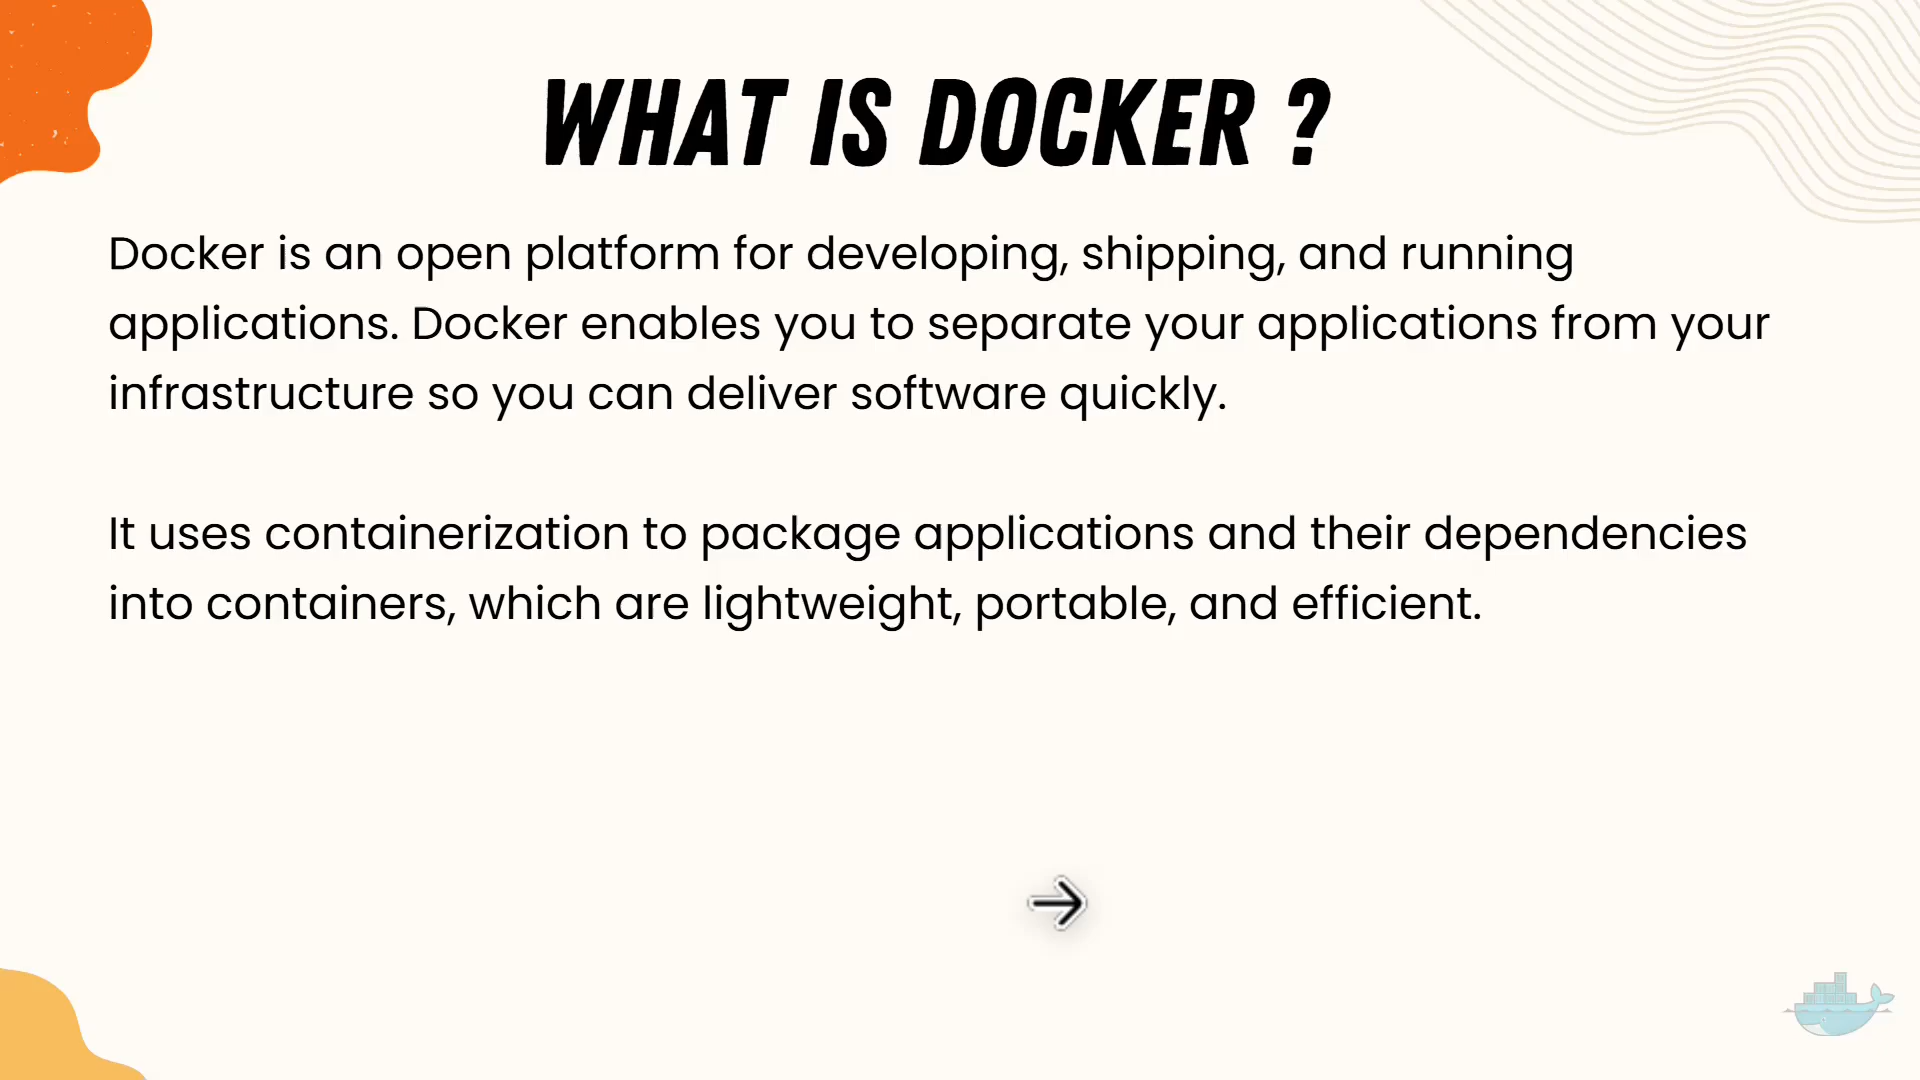 WHAT IS DOCKER ?
Docker is an open platform for developing, shipping, and running
applications. Docker enables you to separate your applications from your
infrastructure so you can deliver software quickly.
It uses containerization to package applications and their dependencies
into containers, which are lightweight, portable, and efficient.